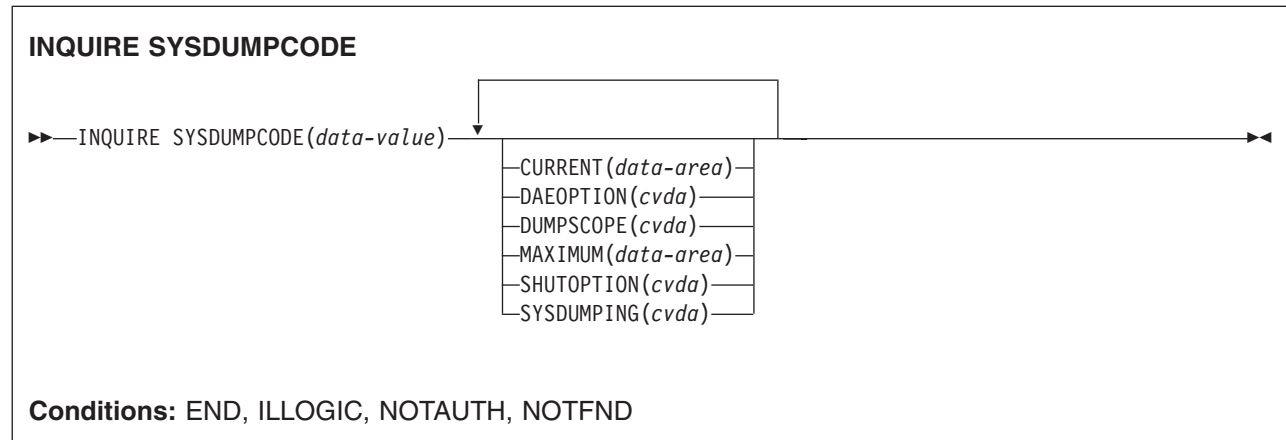 INQUIRE SYSDUMPCODE
INQUIRE SYSDUMPCODE(data-value)
CURRENT(data-area)
DAEOPTION(cvda)
DUMPSCOPE(cvda)
MAXIMUM(data-area)
SHUTOPTION(cvda)
SYSDUMPING(cvda)
Conditions: END, ILLOGIC, NOTAUTH, NOTFND